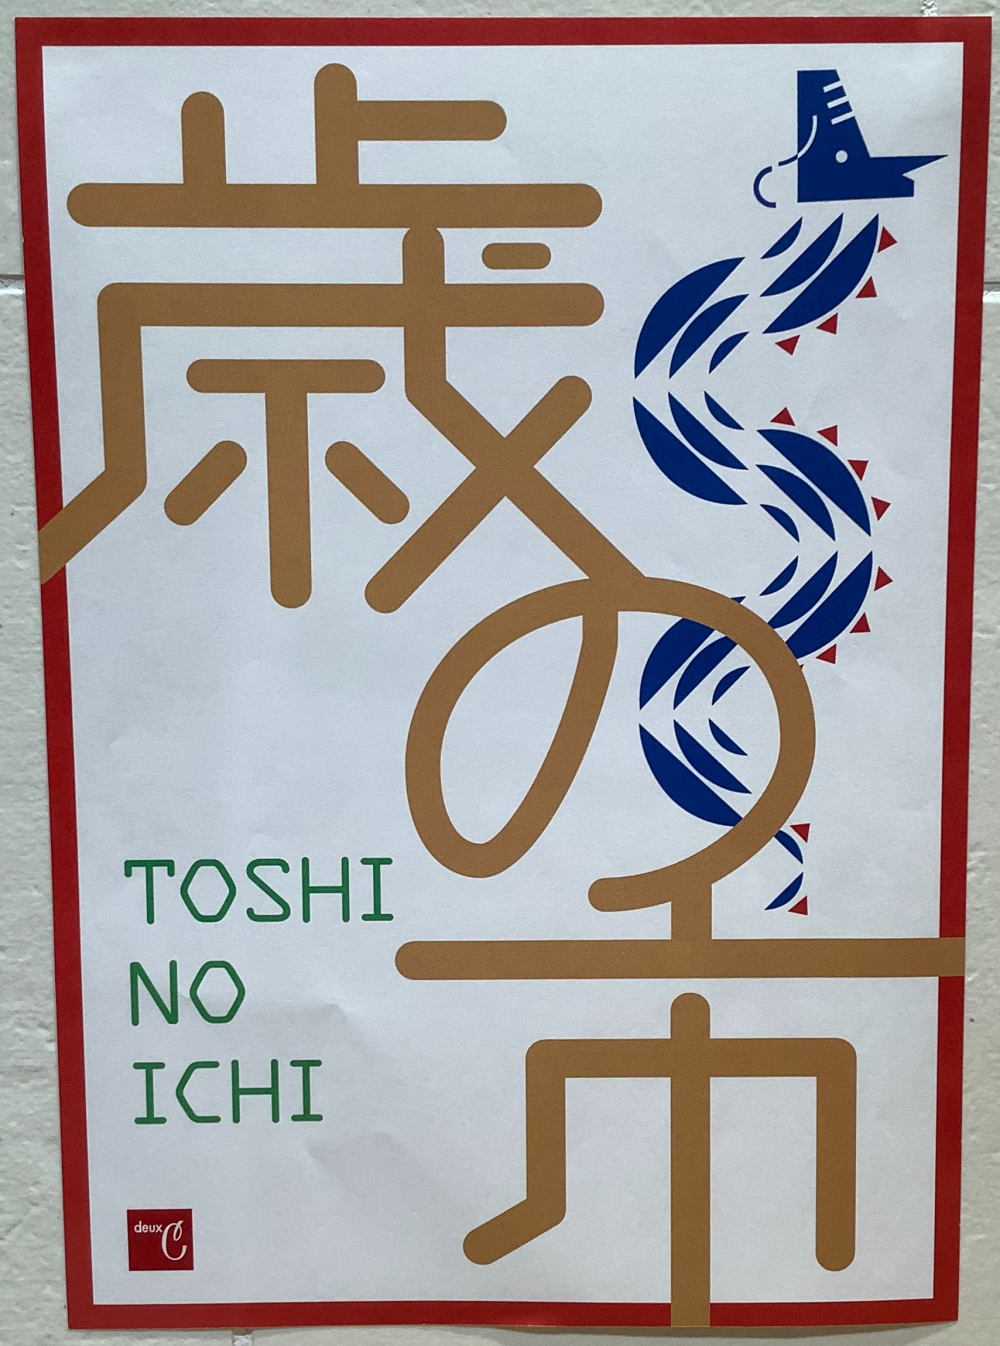 歳の市
TOSHI
NO
ICHI
deux C